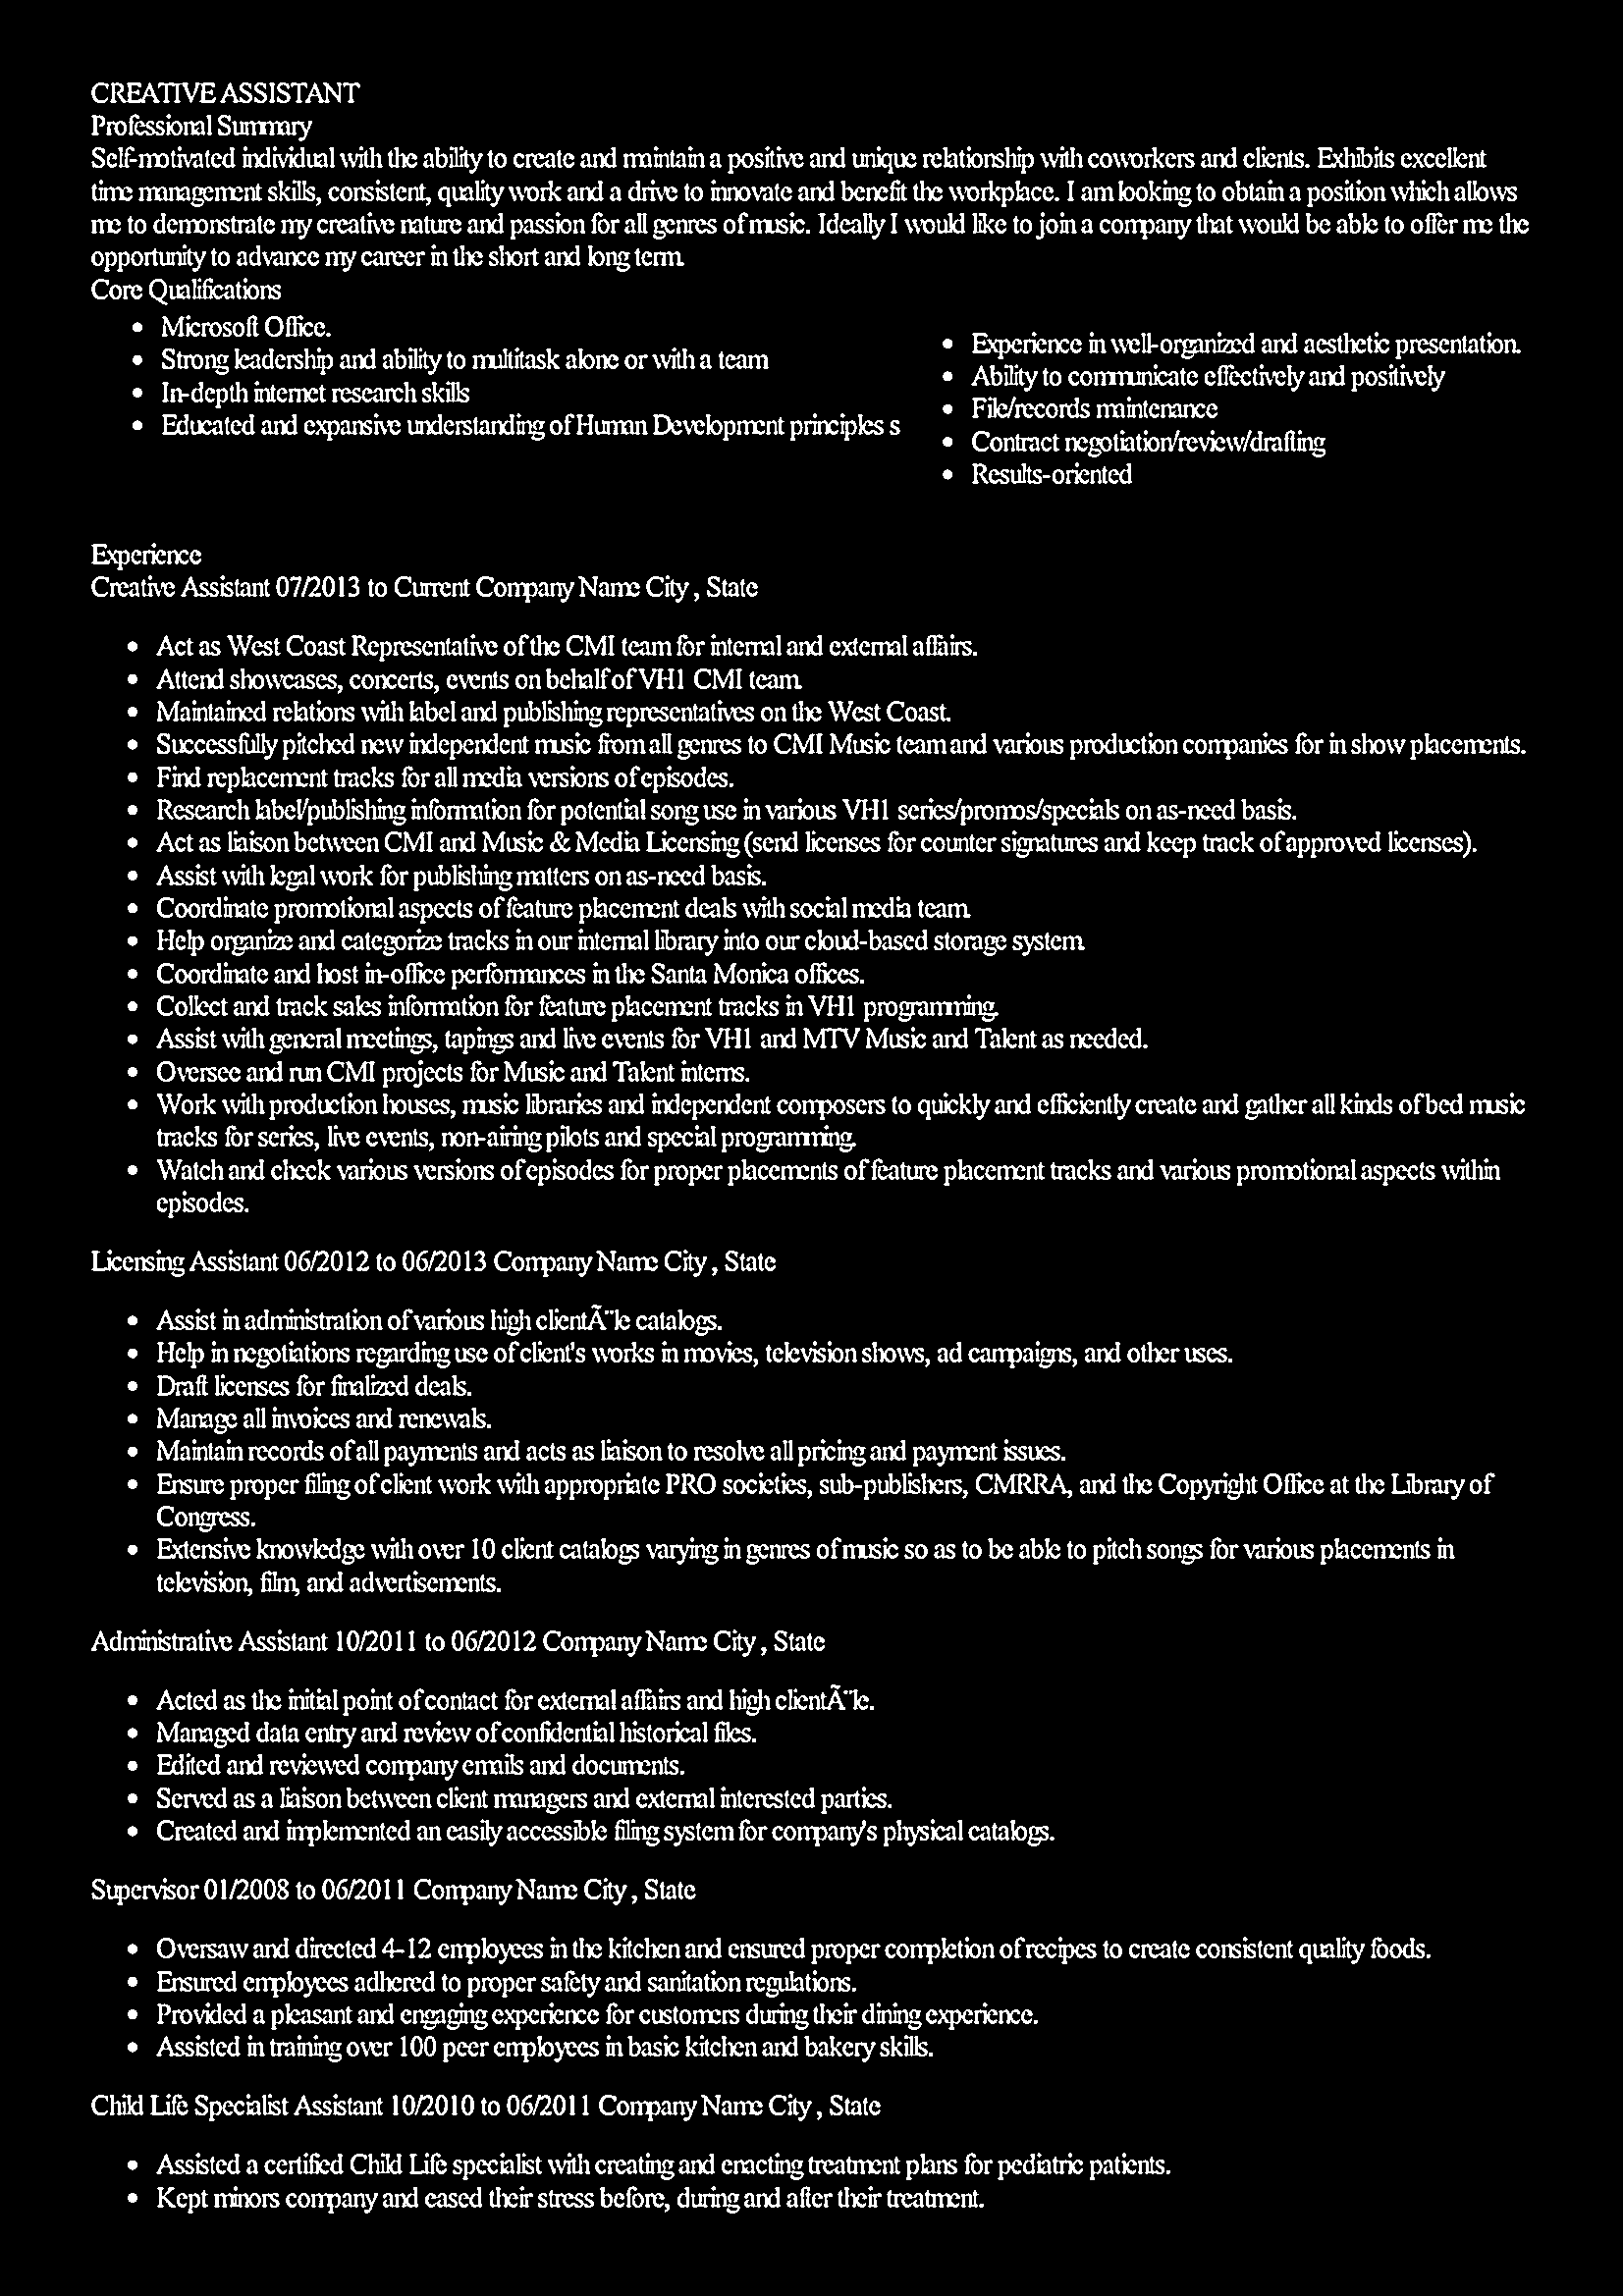 CREATIVE ASSISTANT
Professional Summary
Self-motivated individual with the ability to create and maintain a positive and unique relationship with coworkers and clients. Exhibits excellent
time management skills, consistent, quality work and a drive to innovate and benefit the workplace. I am looking to obtain a position which allows
me to demonstrate my creative nature and passion for all genres of music. Ideally I would like to join a company that would be able to offer me the
opportunity to advance my career in the short and long term.
Core Qualifications
• Microsoft Office.
• Strong leadership and ability to multitask alone or with a team
• In-depth internet research skills
• Educated and expansive understanding of Human Development principles s
• Experience in well-organized and aesthetic presentation.
• Ability to communicate effectively and positively
• File/records maintenance
• Contract negotiation/review/drafting
• Results-oriented
Experience
Creative Assistant 07/2013 to Current Company Name City , State
• Act as West Coast Representative of the CMI team for internal and external affairs.
• Attend showcases, concerts, events on behalf of VH1 CMI team.
• Maintained relations with label and publishing representatives on the West Coast.
• Successfully pitched new independent music from all genres to CMI Music team and various production companies for in show placements.
• Find replacement tracks for all media versions of episodes.
• Research label/publishing information for potential song use in various VH1 series/promos/specials on as-need basis.
• Act as liaison between CMI and Music & Media Licensing (send licenses for counter signatures and keep track of approved licenses).
• Assist with legal work for publishing matters on as-need basis.
• Coordinate promotional aspects of feature placement deals with social media team.
• Help organize and categorize tracks in our internal library into our cloud-based storage system.
• Coordinate and host in-office performances in the Santa Monica offices.
• Collect and track sales information for feature placement tracks in VH1 programming.
• Assist with general meetings, tapings and live events for VH1 and MTV Music and Talent as needed.
• Oversee and run CMI projects for Music and Talent interns.
• Work with production houses, music libraries and independent composers to quickly and efficiently create and gather all kinds of bed music
tracks for series, live events, non-airing pilots and special programming.
• Watch and check various versions of episodes for proper placements of feature placement tracks and various promotional aspects within
episodes.
Licensing Assistant 06/2012 to 06/2013 Company Name City , State
• Assist in administration of various high clientÃ¨le catalogs.
• Help in negotiations regarding use of client's works in movies, television shows, ad campaigns, and other uses.
• Draft licenses for finalized deals.
• Manage all invoices and renewals.
• Maintain records of all payments and acts as liaison to resolve all pricing and payment issues.
• Ensure proper filing of client work with appropriate PRO societies, sub-publishers, CMRRA, and the Copyright Office at the Library of
Congress.
• Extensive knowledge with over 10 client catalogs varying in genres of music so as to be able to pitch songs for various placements in
television, film, and advertisements.
Administrative Assistant 10/2011 to 06/2012 Company Name City , State
• Acted as the initial point of contact for external affairs and high clientÃ¨le.
• Managed data entry and review of confidential historical files.
• Edited and reviewed company emails and documents.
• Served as a liaison between client managers and external interested parties.
• Created and implemented an easily accessible filing system for company's physical catalogs.
Supervisor 01/2008 to 06/2011 Company Name City , State
• Oversaw and directed 4-12 employees in the kitchen and ensured proper completion of recipes to create consistent quality foods.
• Ensured employees adhered to proper safety and sanitation regulations.
• Provided a pleasant and engaging experience for customers during their dining experience.
• Assisted in training over 100 peer employees in basic kitchen and bakery skills.
Child Life Specialist Assistant 10/2010 to 06/2011 Company Name City , State
• Assisted a certified Child Life specialist with creating and enacting treatment plans for pediatric patients.
• Kept minors company and eased their stress before, during and after their treatment.